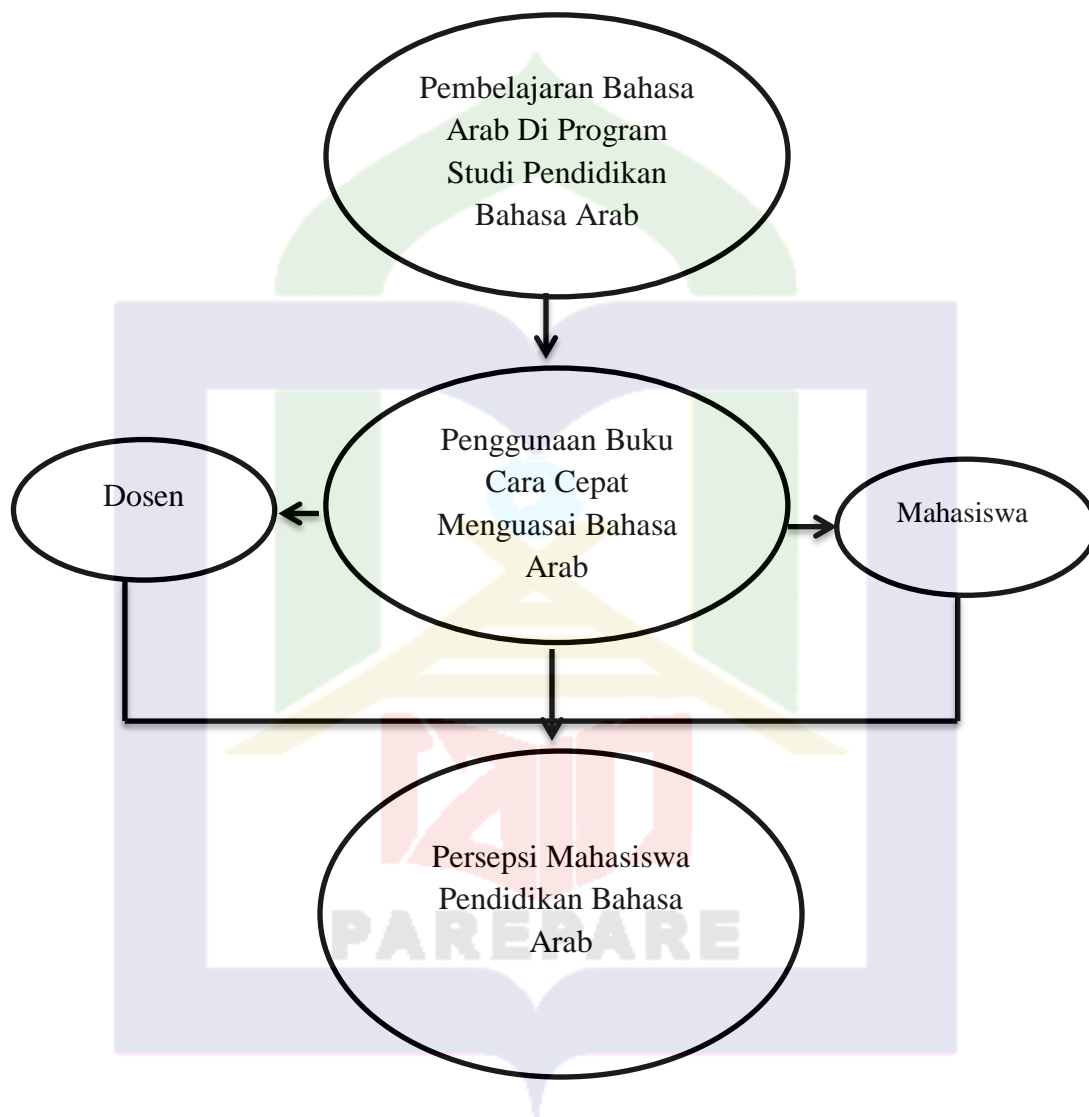 Pembelajaran Bahasa
Arab Di Program
Studi Pendidikan
Bahasa Arab
Penggunaan Buku
Cara Cepat
Menguasai Bahasa
Arab
Dosen
Mahasiswa
Persepsi Mahasiswa
Pendidikan Bahasa
Arab
PAREPARE